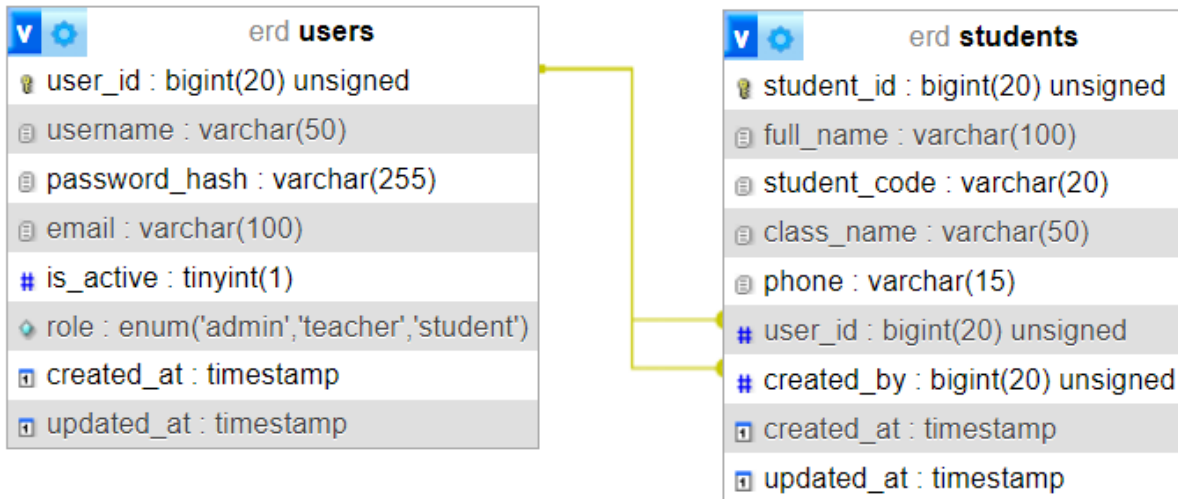 v erd users
user_id : bigint(20) unsigned
username : varchar(50)
password_hash : varchar(255)
email : varchar(100)
# is_active : tinyint(1)
role : enum('admin','teacher','student')
created_at : timestamp
updated_at : timestamp
v erd students
student_id : bigint(20) unsigned
full_name : varchar(100)
student_code : varchar(20)
class_name : varchar(50)
phone : varchar(15)
# user_id : bigint(20) unsigned
# created_by : bigint(20) unsigned
created_at : timestamp
updated_at : timestamp